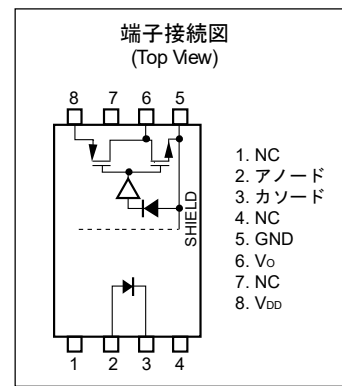 端子接続図
(Top View)
8 7 6 5
SHIELD
1 2 3 4
1. NC
2. アノード
3. カソード
4. NC
5. GND
6. Vo
7. NC
8. VDD